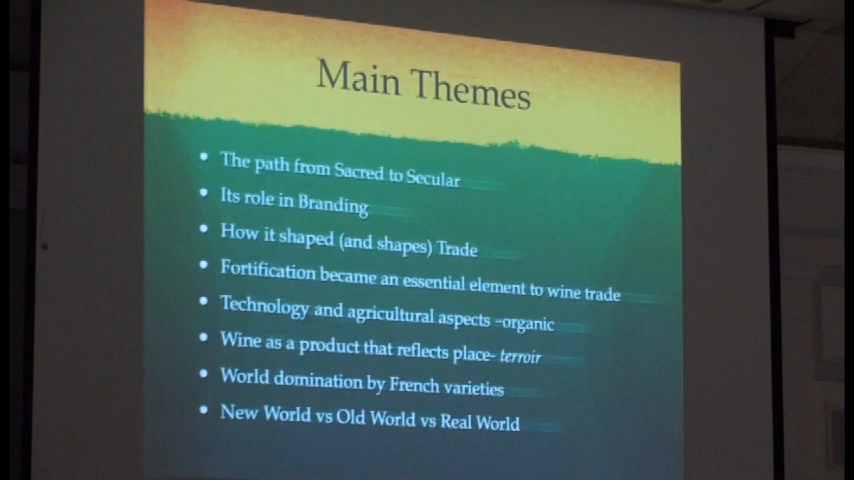 Main Themes
The path from Sacred to Secular
Its role in Branding
How it shaped (and shapes) Trade
Fortification became an essential element to wine trade
Technology and agricultural aspects –organic
Wine as a product that reflects place- terroir
World domination by French varieties
New World vs Old World vs Real World